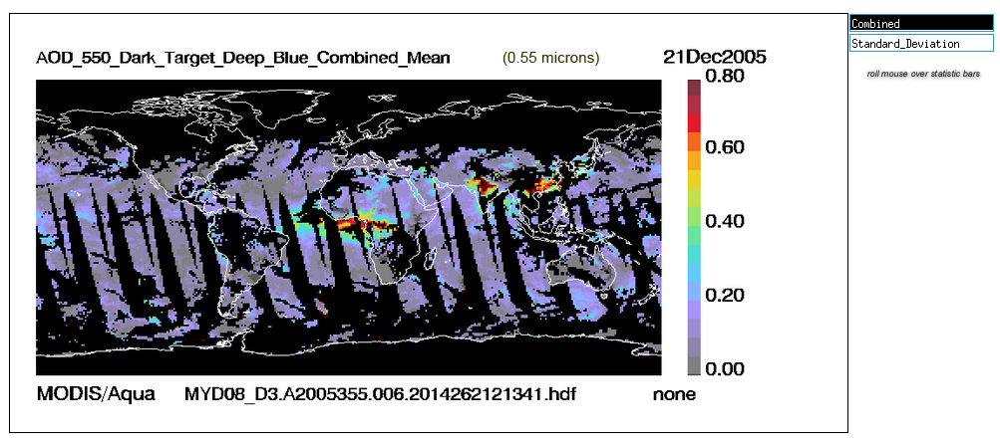 Combined
AOD_550_Dark_Target_Deep_Blue_Combined_Mean (0.55 microns) 21Dec2005
Standard_Deviation
roll mouse over statistic bars
0.80
0.60
0.40
0.20
0.00
MODIS/Aqua MYD08_D3.A2005355.006.2014262121341.hdf none